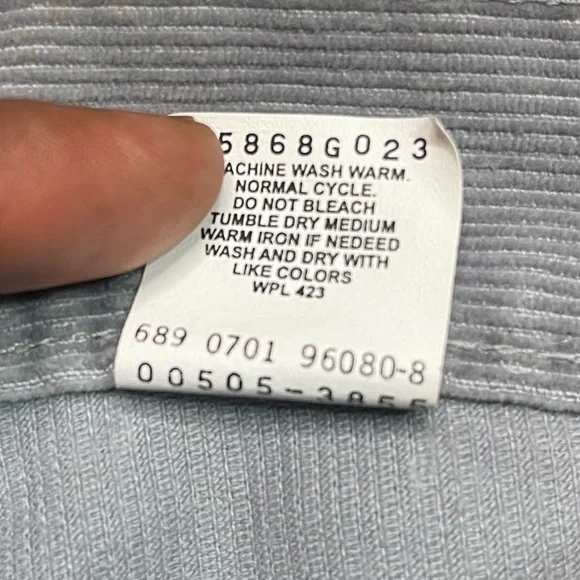 5868G023
ACHINE WASH WARM.
NORMAL CYCLE.
DO NOT BLEACH
TUMBLE DRY MEDIUM
WARM IRON IF NEDEED
WASH AND DRY WITH
LIKE COLORS
WPL 423
689 0701 96080-8
00505-3855